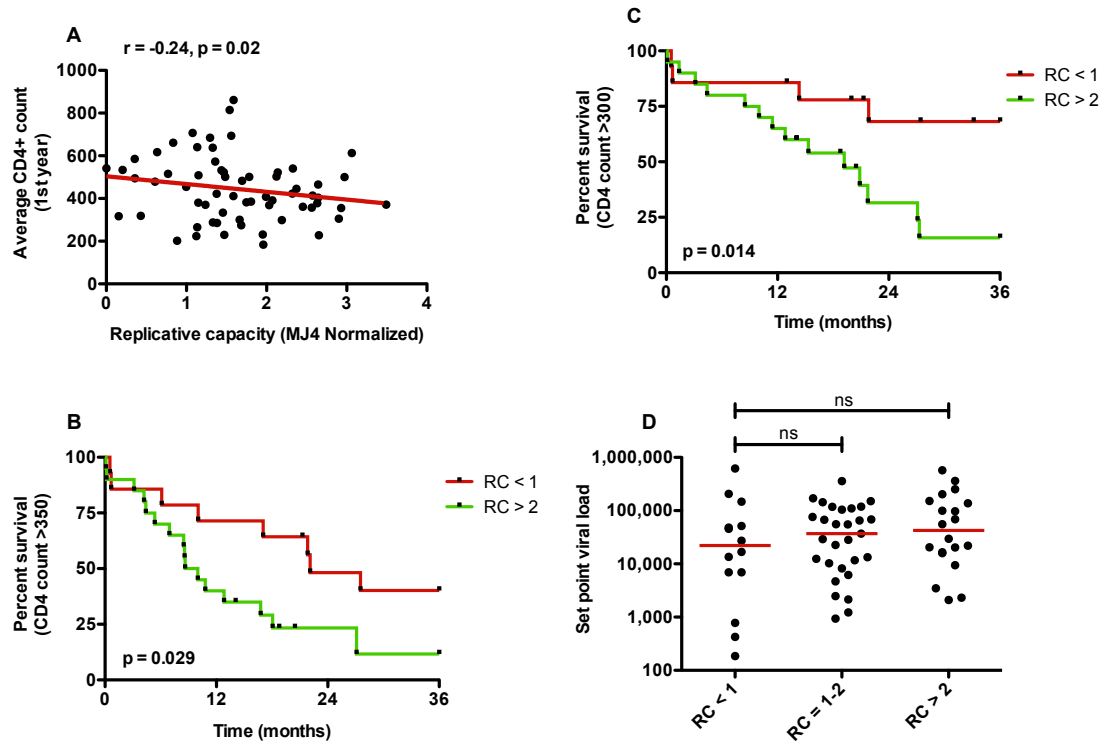 A
r = -0.24, p = 0.02
1000
800
600
400
200
0
0 1 2 3 4
Average CD4+ count
(1st year)
Replicative capacity (MJ4 Normalized)
C
100
75
50
25
0
0 12 24 36
Percent survival
(CD4 count >300)
Time (months)
RC < 1
RC > 2
p = 0.014
B
100
75
50
25
0
0 12 24 36
Percent survival
(CD4 count >350)
Time (months)
RC < 1
RC > 2
p = 0.029
D
ns
ns
1,000,000
100,000
10,000
1,000
100
Set point viral load
RC < 1
RC = 1-2
RC > 2